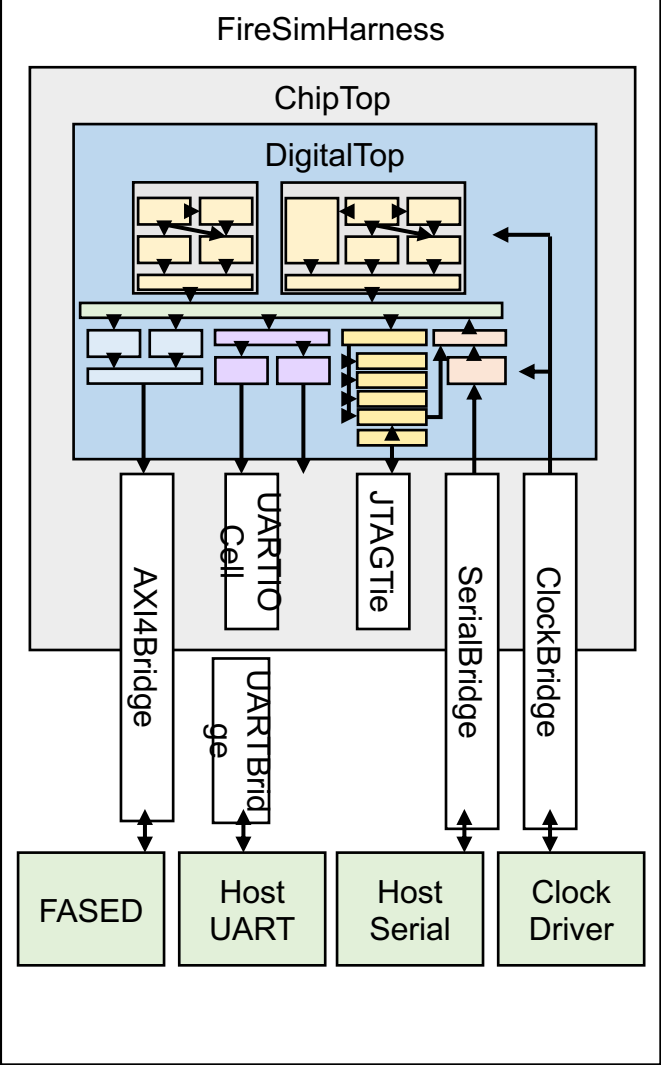 FireSimHarness
ChipTop
DigitalTop
AXI4Bridge
UARTIO
Cell
JTAGTie
SerialBridge
ClockBridge
UARTBrid
ge
FASED
Host
UART
Host
Serial
Clock
Driver